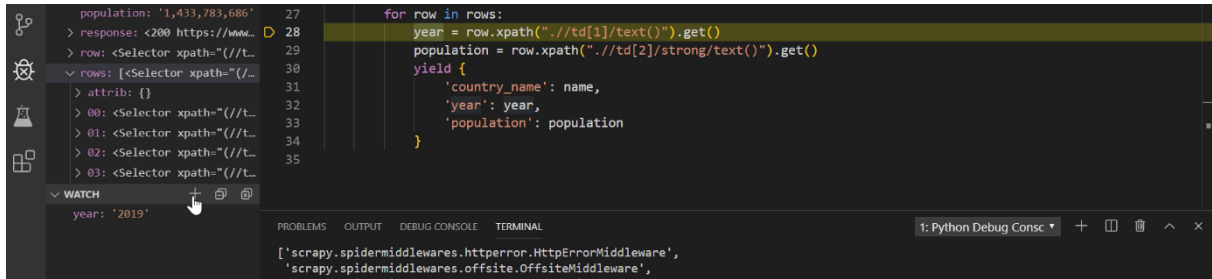 population: '1,433,783,686'
> response: <200 https://www…
> row: <Selector xpath="(//t…
rows: [<Selector xpath="(/…
> attrib: {}
> 00: <Selector xpath="(//t…
> 01: <Selector xpath="(//t…
> 02: <Selector xpath="(//t…
> 03: <Selector xpath="(//t…
WATCH
year: '2019'
27 for row in rows:
28 year = row.xpath(".//td[1]/text()").get()
29 population = row.xpath(".//td[2]/strong/text()").get()
30 yield {
31 'country_name': name,
32 'year': year,
33 'population': population
34 }
35
PROBLEMS OUTPUT DEBUG CONSOLE TERMINAL 1: Python Debug Consc
['scrapy.spidermiddlewares.httperror.HttpErrorMiddleware',
'scrapy.spidermiddlewares.offsite.OffsiteMiddleware',